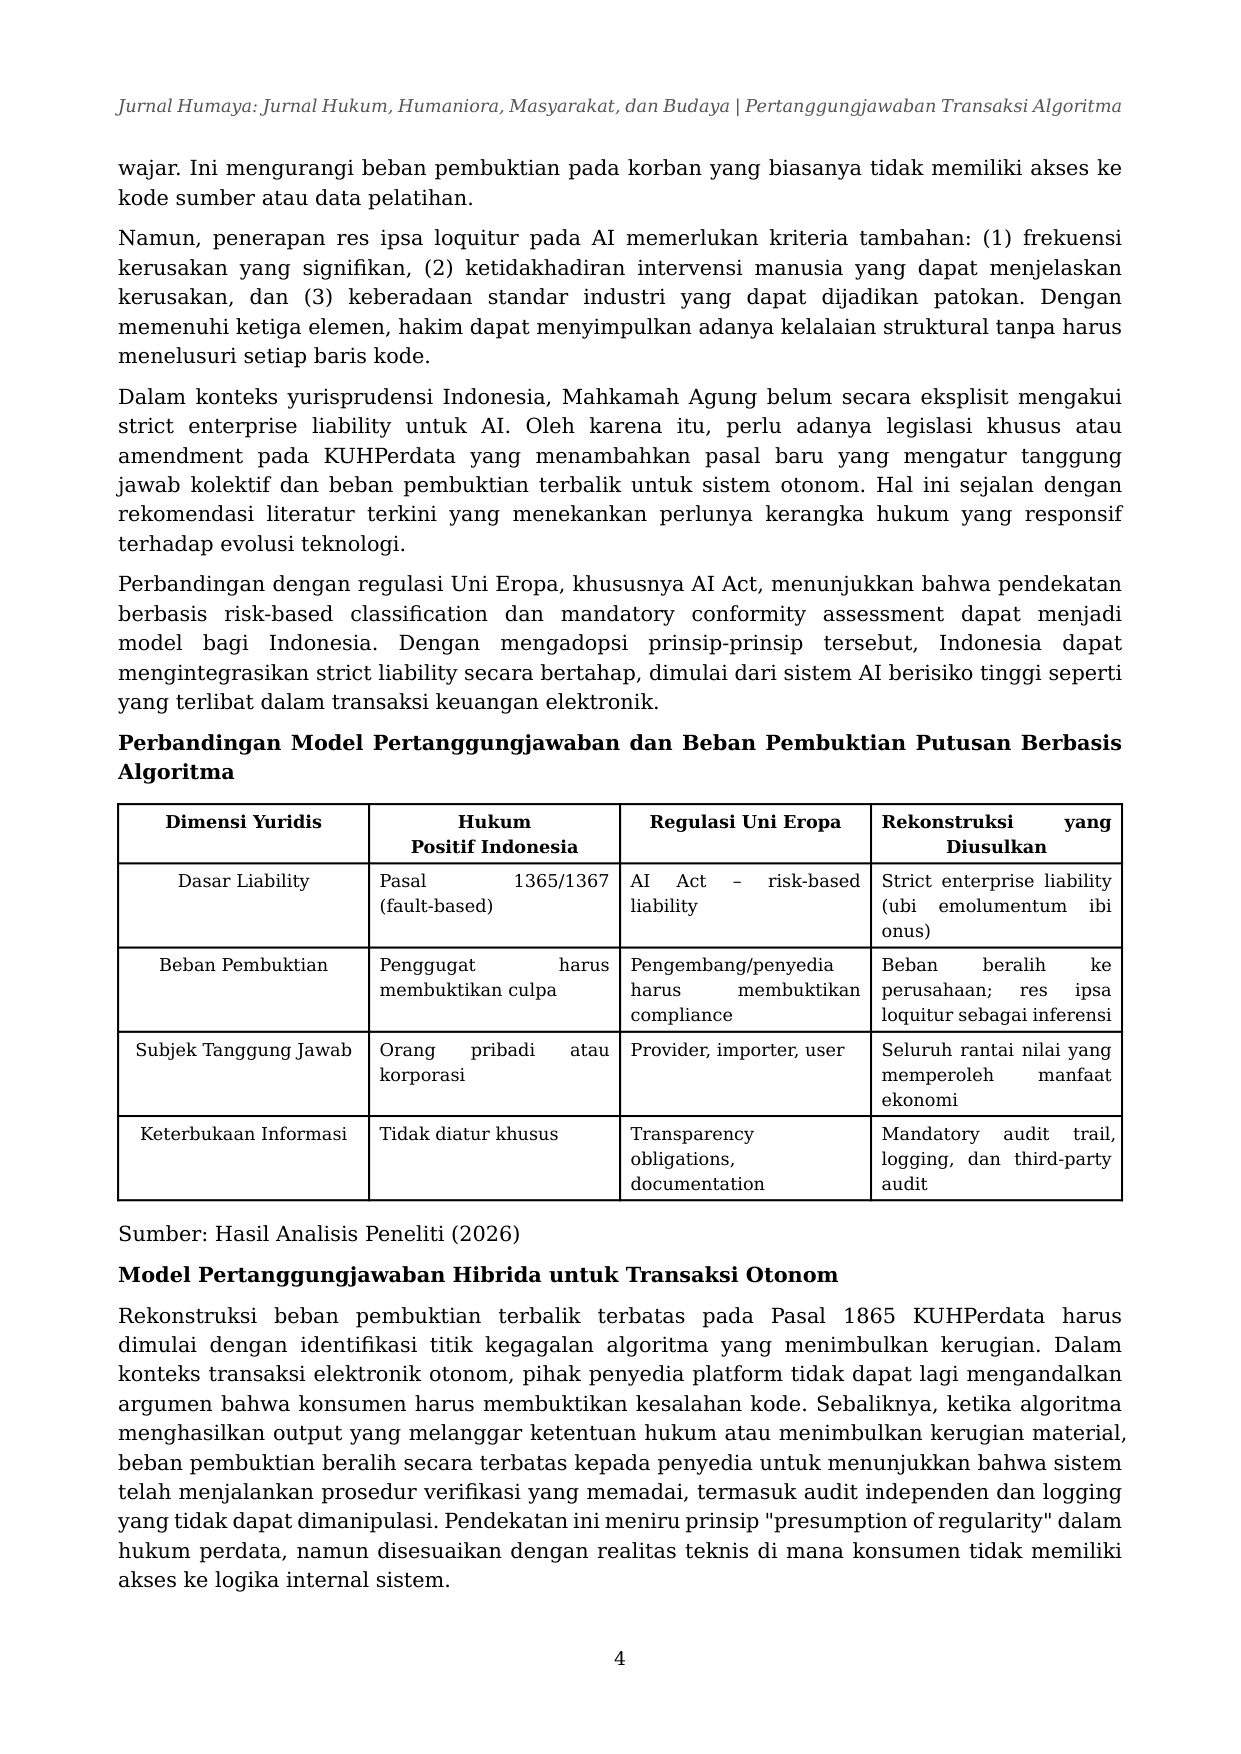 Jurnal Humaya: Jurnal Hukum, Humaniora, Masyarakat, dan Budaya | Pertanggungjawaban Transaksi Algoritma
wajar. Ini mengurangi beban pembuktian pada korban yang biasanya tidak memiliki akses ke
kode sumber atau data pelatihan.
Namun, penerapan res ipsa loquitur pada AI memerlukan kriteria tambahan: (1) frekuensi
kerusakan yang signifikan, (2) ketidakhadiran intervensi manusia yang dapat menjelaskan
kerusakan, dan (3) keberadaan standar industri yang dapat dijadikan patokan. Dengan
memenuhi ketiga elemen, hakim dapat menyimpulkan adanya kelalaian struktural tanpa harus
menelusuri setiap baris kode.
Dalam konteks yurisprudensi Indonesia, Mahkamah Agung belum secara eksplisit mengakui
strict enterprise liability untuk AI. Oleh karena itu, perlu adanya legislasi khusus atau
amendment pada KUHPerdata yang menambahkan pasal baru yang mengatur tanggung
jawab kolektif dan beban pembuktian terbalik untuk sistem otonom. Hal ini sejalan dengan
rekomendasi literatur terkini yang menekankan perlunya kerangka hukum yang responsif
terhadap evolusi teknologi.
Perbandingan dengan regulasi Uni Eropa, khususnya AI Act, menunjukkan bahwa pendekatan
berbasis risk-based classification dan mandatory conformity assessment dapat menjadi
model bagi Indonesia. Dengan mengadopsi prinsip-prinsip tersebut, Indonesia dapat
mengintegrasikan strict liability secara bertahap, dimulai dari sistem AI berisiko tinggi seperti
yang terlibat dalam transaksi keuangan elektronik.
Perbandingan Model Pertanggungjawaban dan Beban Pembuktian Putusan Berbasis
Algoritma
Dimensi Yuridis
Hukum
Positif Indonesia
Regulasi Uni Eropa
Rekonstruksi yang
Diusulkan
Dasar Liability
Pasal 1365/1367
(fault-based)
AI Act – risk-based
liability
Strict enterprise liability
(ubi emolumentum ibi
onus)
Beban Pembuktian
Penggugat harus
membuktikan culpa
Pengembang/penyedia
harus membuktikan
compliance
Beban beralih ke
perusahaan; res ipsa
loquitur sebagai inferensi
Subjek Tanggung Jawab
Orang pribadi atau
korporasi
Provider, importer, user
Seluruh rantai nilai yang
memperoleh manfaat
ekonomi
Keterbukaan Informasi
Tidak diatur khusus
Transparency
obligations,
documentation
Mandatory audit trail,
logging, dan third-party
audit
Sumber: Hasil Analisis Peneliti (2026)
Model Pertanggungjawaban Hibrida untuk Transaksi Otonom
Rekonstruksi beban pembuktian terbalik terbatas pada Pasal 1865 KUHPerdata harus
dimulai dengan identifikasi titik kegagalan algoritma yang menimbulkan kerugian. Dalam
konteks transaksi elektronik otonom, pihak penyedia platform tidak dapat lagi mengandalkan
argumen bahwa konsumen harus membuktikan kesalahan kode. Sebaliknya, ketika algoritma
menghasilkan output yang melanggar ketentuan hukum atau menimbulkan kerugian material,
beban pembuktian beralih secara terbatas kepada penyedia untuk menunjukkan bahwa sistem
telah menjalankan prosedur verifikasi yang memadai, termasuk audit independen dan logging
yang tidak dapat dimanipulasi. Pendekatan ini meniru prinsip "presumption of regularity" dalam
hukum perdata, namun disesuaikan dengan realitas teknis di mana konsumen tidak memiliki
akses ke logika internal sistem.
4